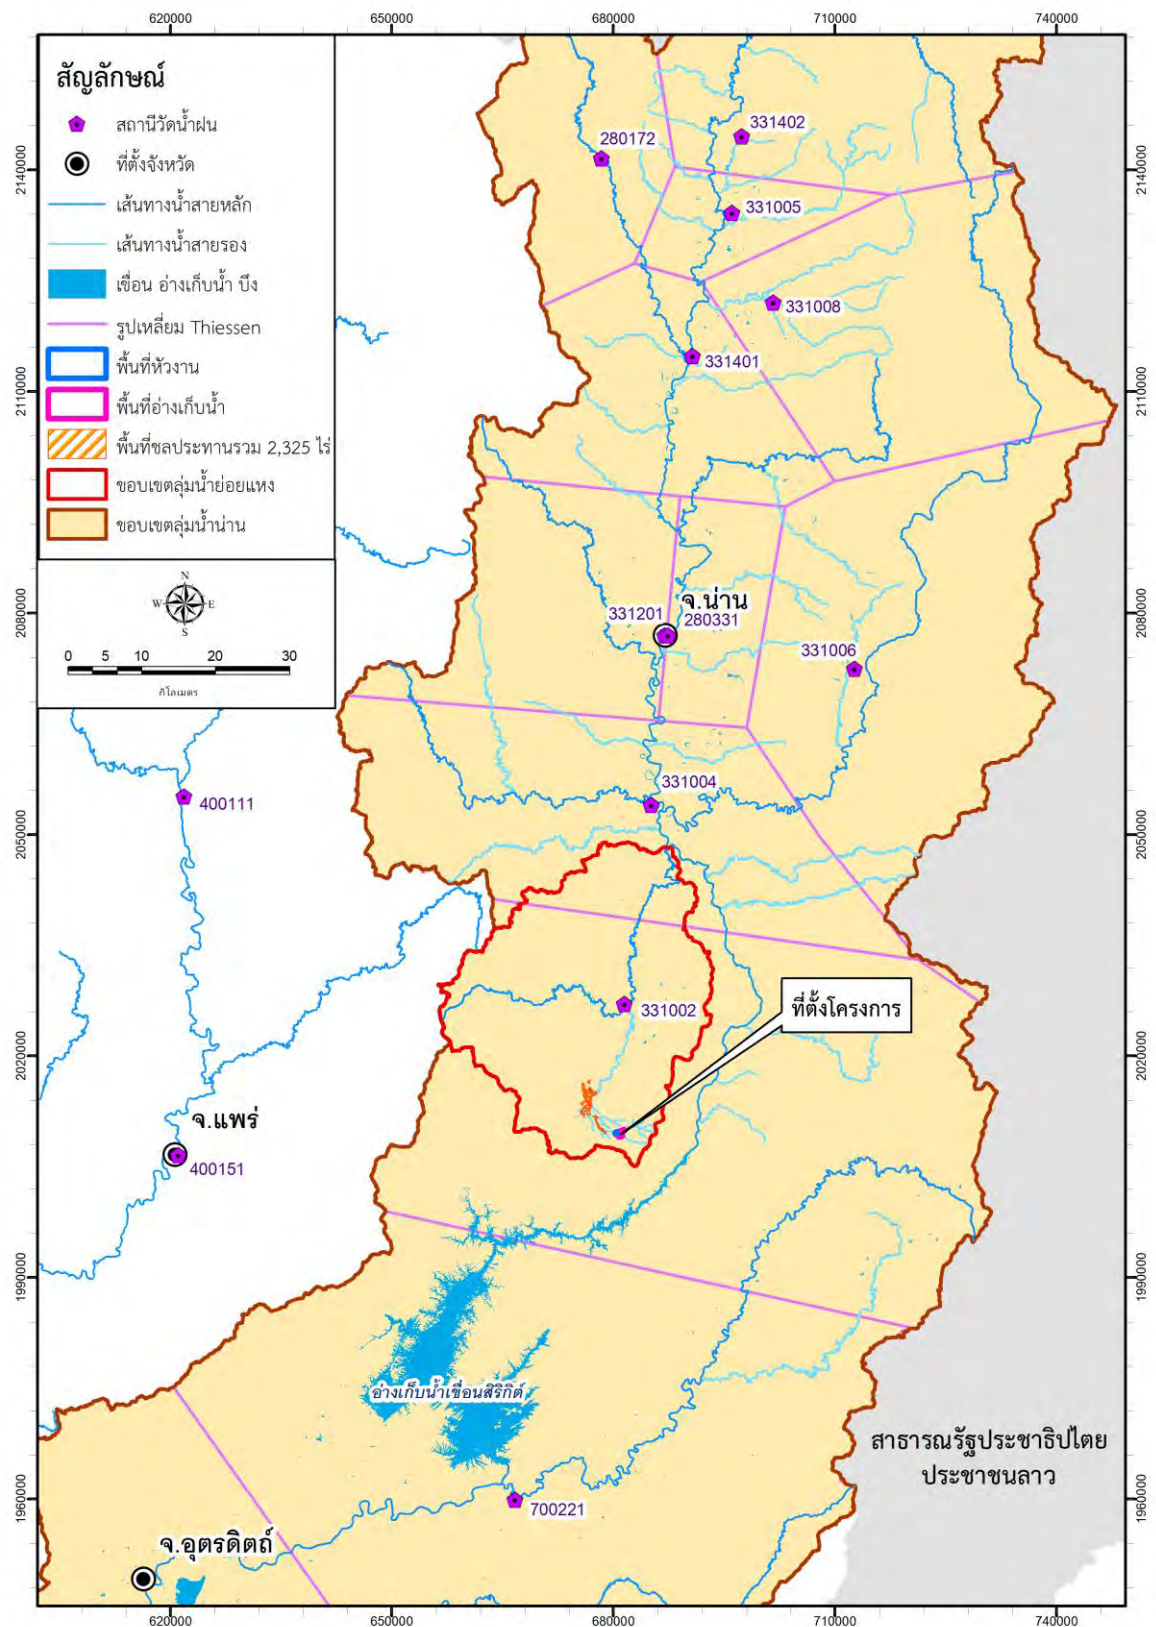 620000 650000 680000 710000 740000
สัญลักษณ์
สถานีวัดน้ำฝน
ที่ตั้งจังหวัด
เส้นทางน้ำสายหลัก
เส้นทางน้ำสายรอง
เขื่อน อ่างเก็บน้ำ บึง
รูปเหลี่ยม Thiessen
พื้นที่หัวงาน
พื้นที่อ่างเก็บน้ำ
พื้นที่ชลประทานรวม 2,325 ไร่
ขอบเขตลุ่มน้ำย่อยแหง
ขอบเขตลุ่มน้ำน่าน
N
W E
S
0 5 10 20 30
กิโลเมตร
2140000 2140000
2110000 2110000
2080000 2080000
2050000 2050000
2020000 2020000
1990000 1990000
1960000 1960000
280172
331402
331005
331008
331401
จ.น่าน
331201 280331
331006
331004
400111
331002
ที่ตั้งโครงการ
จ.แพร่
400151
อ่างเก็บน้ำเขื่อนสิริกิต์
สาธารณรัฐประชาธิปไตย
ประชาชนลาว
700221
จ.อุตรดิตถ์
620000 650000 680000 710000 740000